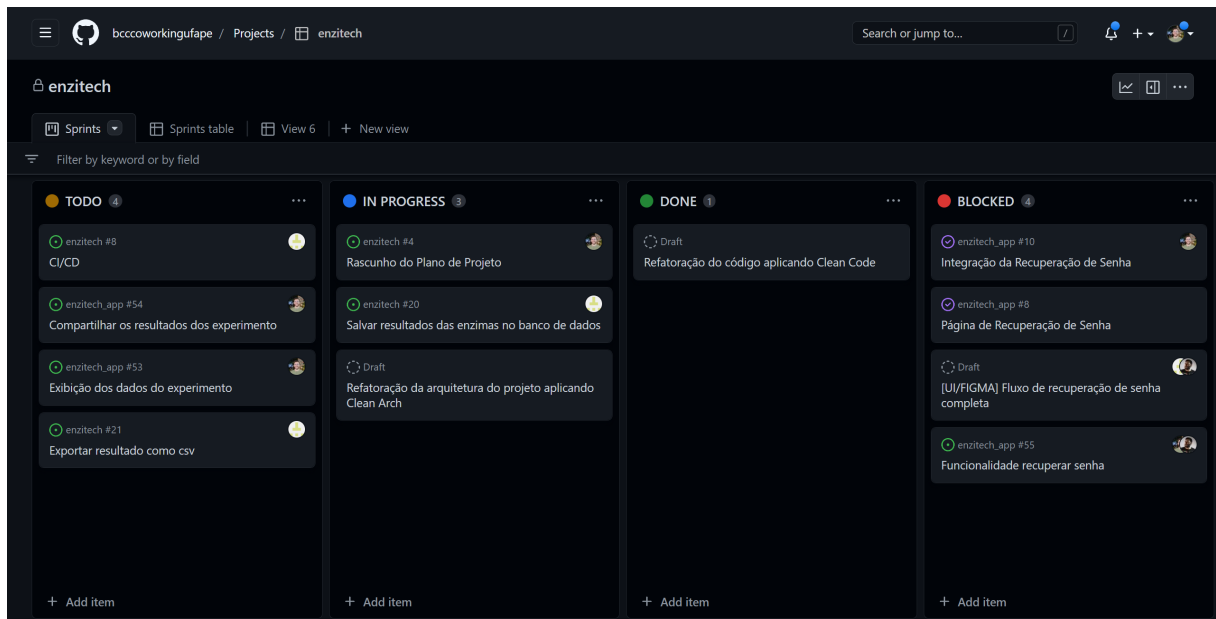 bcccoworkingufape / Projects / enzitech
Search or jump to... /
enzitech
Sprints Sprints table View 6 + New view
Filter by keyword or by field
TODO 4
enzitech #8
CI/CD
enzitech_app #54
Compartilhar os resultados dos experimento
enzitech_app #53
Exibição dos dados do experimento
enzitech #21
Exportar resultado como csv
+ Add item
IN PROGRESS 3
enzitech #4
Rascunho do Plano de Projeto
enzitech #20
Salvar resultados das enzimas no banco de dados
Draft
Refatoração da arquitetura do projeto aplicando
Clean Arch
+ Add item
DONE 1
Draft
Refatoração do código aplicando Clean Code
+ Add item
BLOCKED 4
enzitech_app #10
Integração da Recuperação de Senha
enzitech_app #8
Página de Recuperação de Senha
Draft
[UI/FIGMA] Fluxo de recuperação de senha
completa
enzitech_app #55
Funcionalidade recuperar senha
+ Add item